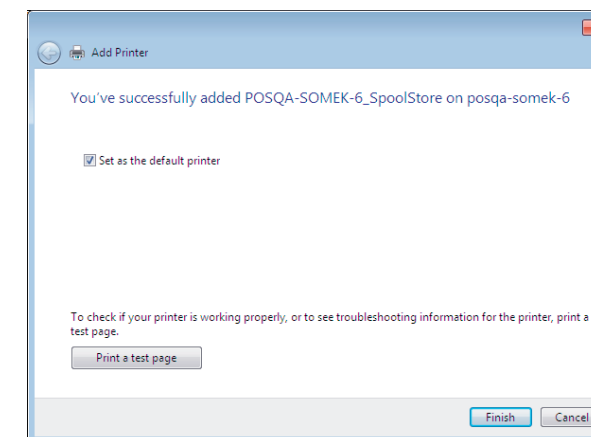 Add Printer
You've successfully added POSQA-SOMEK-6_SpoolStore on posqa-somek-6
Set as the default printer
To check if your printer is working properly, or to see troubleshooting information for the printer, print a
test page.
Print a test page
Finish Cancel